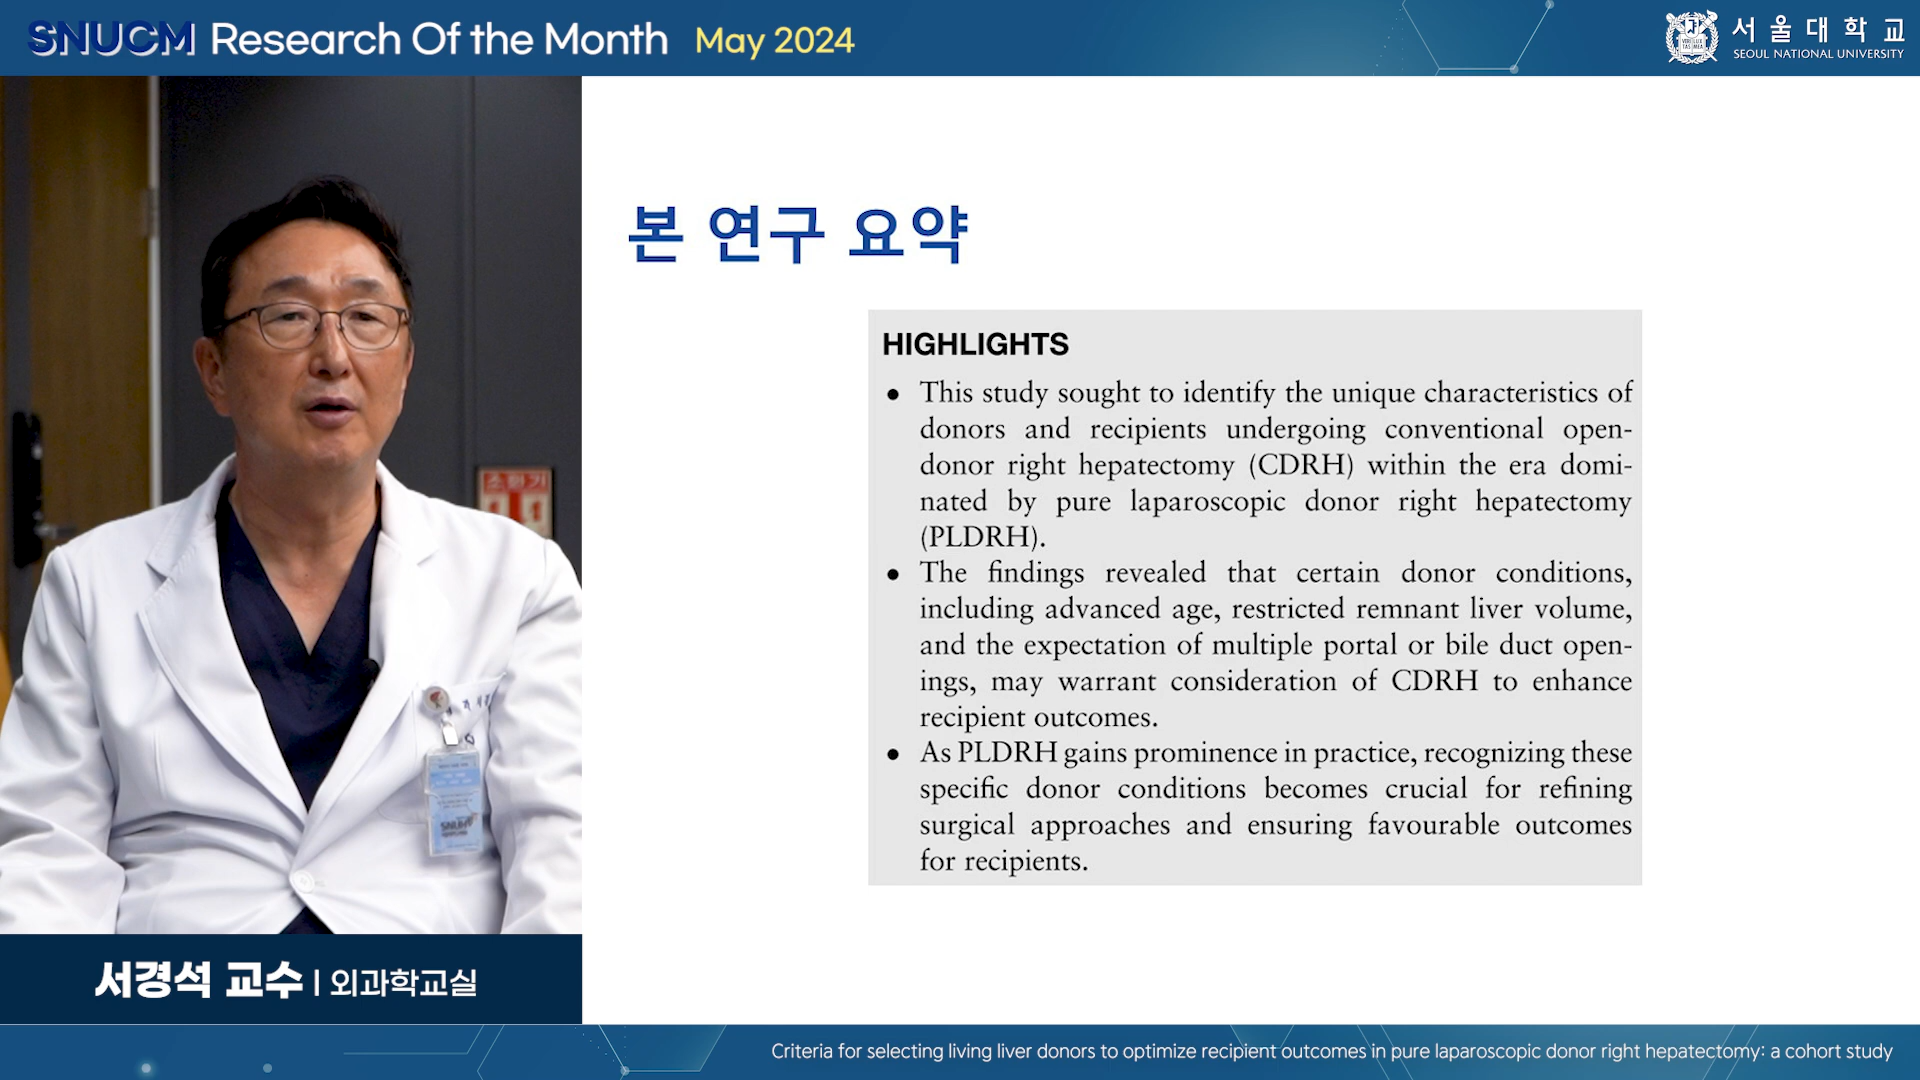 SNUCM Research Of the Month May 2024
서울대학교
SEOUL NATIONAL UNIVERSITY
소화기
본 연구 요약
HIGHLIGHTS
• This study sought to identify the unique characteristics of
donors and recipients undergoing conventional open-
donor right hepatectomy (CDRH) within the era domi-
nated by pure laparoscopic donor right hepatectomy
(PLDRH).
• The findings revealed that certain donor conditions,
including advanced age, restricted remnant liver volume,
and the expectation of multiple portal or bile duct open-
ings, may warrant consideration of CDRH to enhance
recipient outcomes.
• As PLDRH gains prominence in practice, recognizing these
specific donor conditions becomes crucial for refining
surgical approaches and ensuring favourable outcomes
for recipients.
서경석 교수 | 외과학교실
Criteria for selecting living liver donors to optimize recipient outcomes in pure laparoscopic donor right hepatectomy: a cohort study